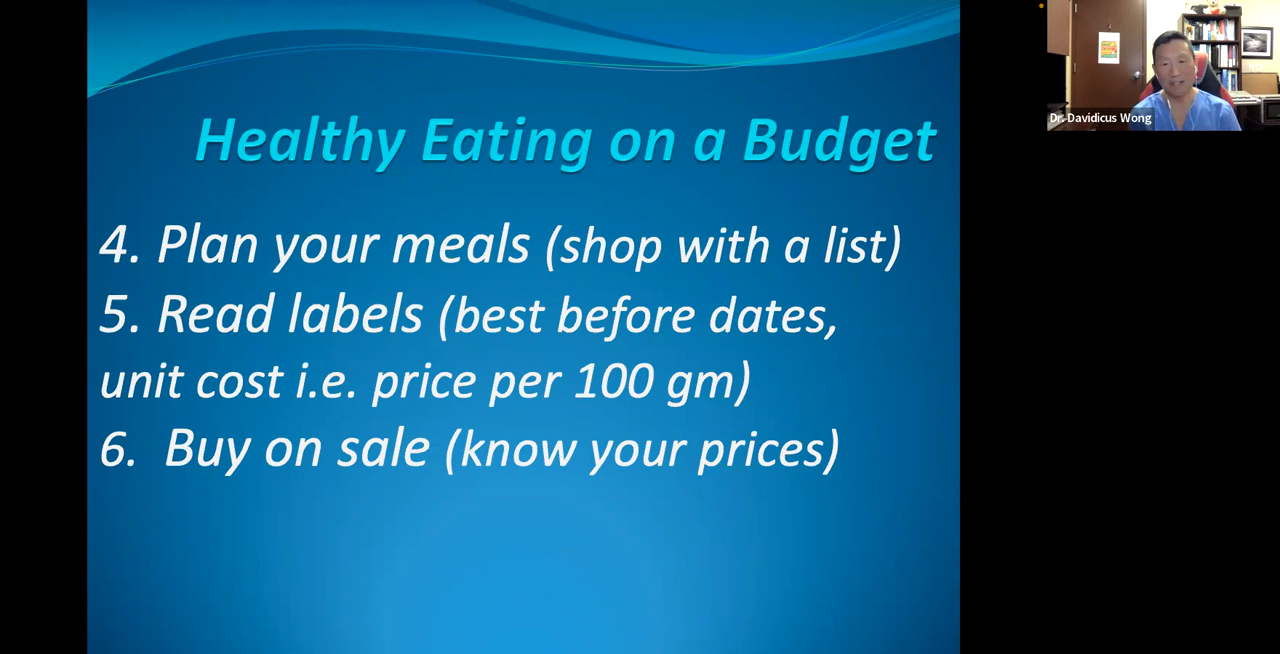 Healthy Eating on a Budget
4. Plan your meals (shop with a list)
5. Read labels (best before dates,
unit cost i.e. price per 100 gm)
6. Buy on sale (know your prices)
Dr. Davidicus Wong